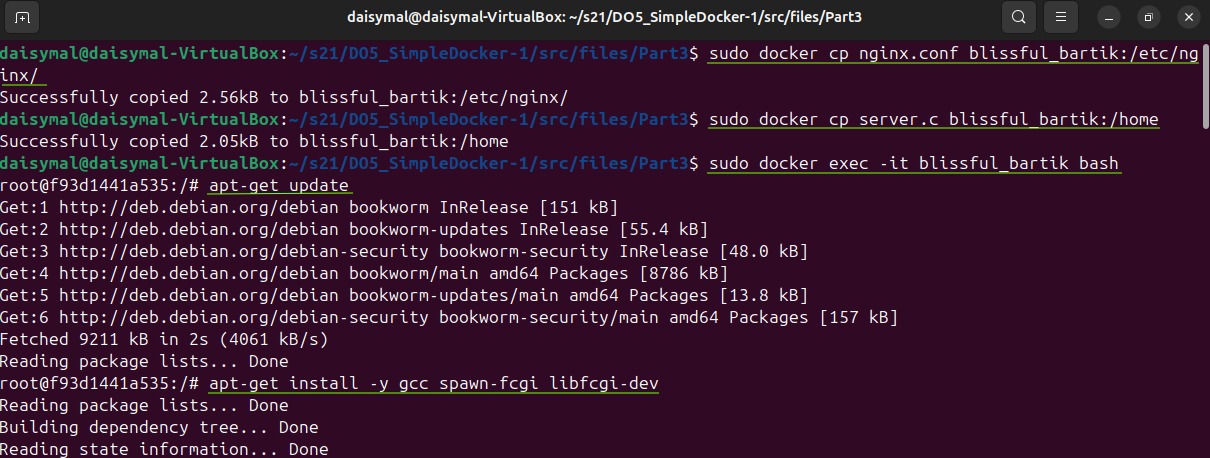 daisymal@daisymal-VirtualBox: ~/s21/DO5_SimpleDocker-1/src/files/Part3
daisymal@daisymal-VirtualBox:~/s21/DO5_SimpleDocker-1/src/files/Part3$ sudo docker cp nginx.conf blissful_bartik:/etc/ng
inx/
Successfully copied 2.56kB to blissful_bartik:/etc/nginx/
daisymal@daisymal-VirtualBox:~/s21/DO5_SimpleDocker-1/src/files/Part3$ sudo docker cp server.c blissful_bartik:/home
Successfully copied 2.05kB to blissful_bartik:/home
daisymal@daisymal-VirtualBox:~/s21/DO5_SimpleDocker-1/src/files/Part3$ sudo docker exec -it blissful_bartik bash
root@f93d1441a535:/# apt-get update
Get:1 http://deb.debian.org/debian bookworm InRelease [151 kB]
Get:2 http://deb.debian.org/debian bookworm-updates InRelease [55.4 kB]
Get:3 http://deb.debian.org/debian-security bookworm-security InRelease [48.0 kB]
Get:4 http://deb.debian.org/debian bookworm/main amd64 Packages [8786 kB]
Get:5 http://deb.debian.org/debian bookworm-updates/main amd64 Packages [13.8 kB]
Get:6 http://deb.debian.org/debian-security bookworm-security/main amd64 Packages [157 kB]
Fetched 9211 kB in 2s (4061 kB/s)
Reading package lists... Done
root@f93d1441a535:/# apt-get install -y gcc spawn-fcgi libfcgi-dev
Reading package lists... Done
Building dependency tree... Done
Reading state information... Done